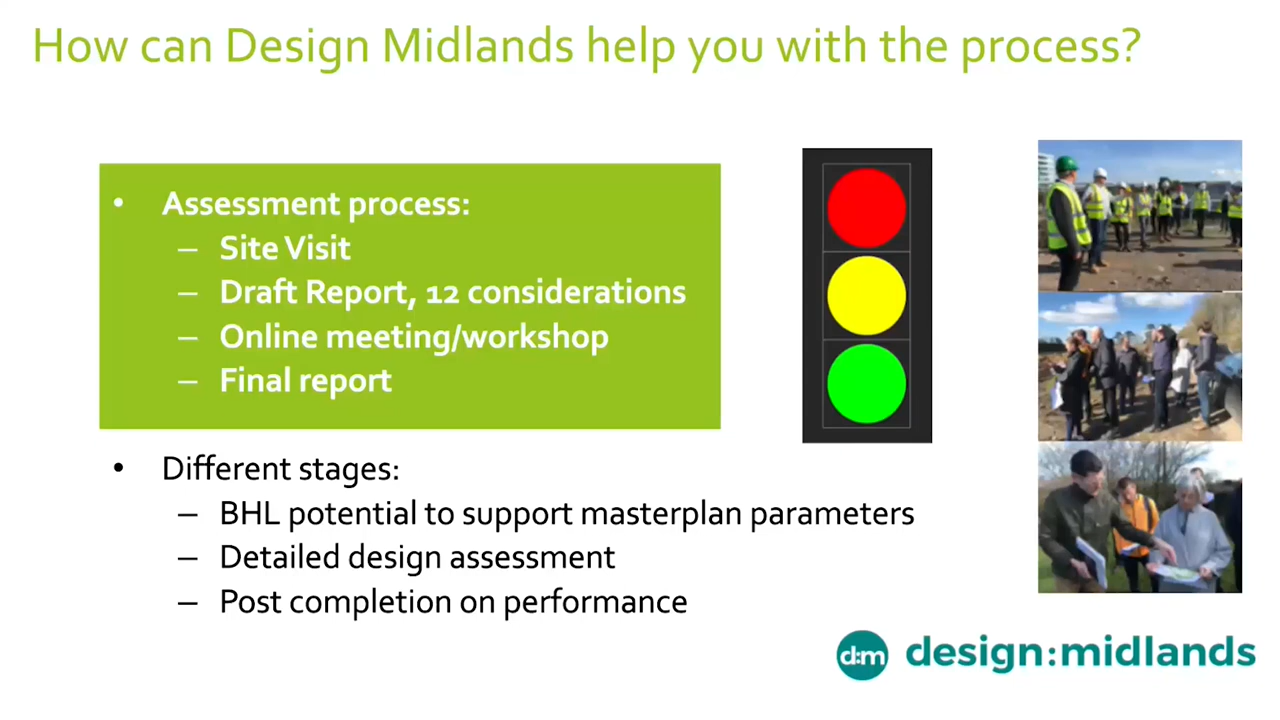 How can Design Midlands help you with the process?
• Assessment process:
– Site Visit
– Draft Report, 12 considerations
– Online meeting/workshop
– Final report
• Different stages:
– BHL potential to support masterplan parameters
– Detailed design assessment
– Post completion on performance
d:m design:midlands